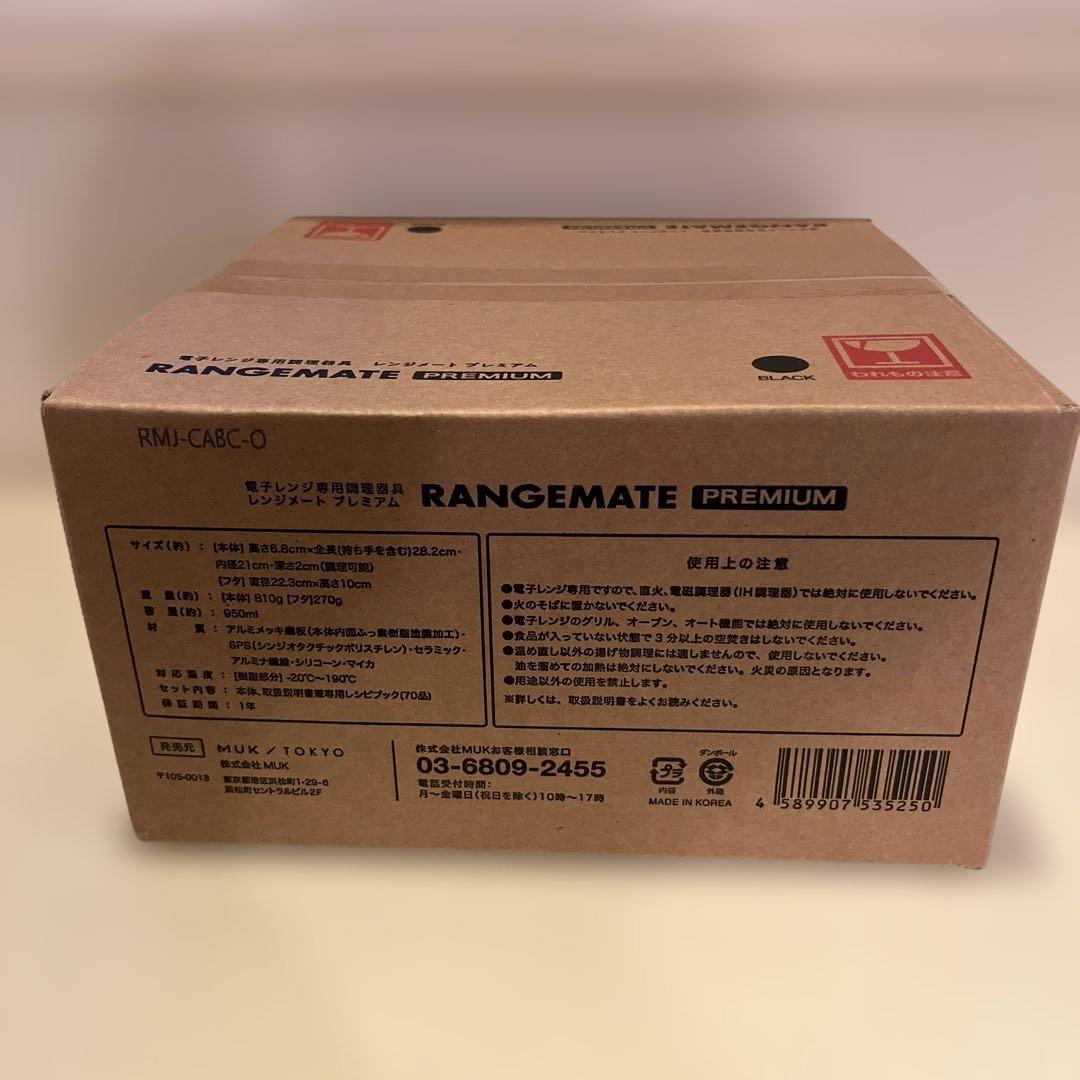 電子レンジ専用調理器具 レンジメート プレミアム
RANGEMATE PREMIUM
BLACK
われもの注意
RMJ-CABC-O
電子レンジ専用調理器具
レンジメート プレミアム
RANGEMATE PREMIUM
サイズ(約): [本体] 高さ6.8cm×全長(持ち手を含む)28.2cm・
内径21cm・深さ2cm(調理可能)
[フタ] 直径22.3cm×高さ10cm
重量(約): [本体] 810g [フタ]270g
容量(約): 950ml
材質: アルミメッキ鋼板(本体内面ふっ素樹脂塗膜加工)・
SPS(シンジオタクチックポリスチレン)・セラミック・
アルミナ繊維・シリコーン・マイカ
対応温度: [樹脂部分] -20℃〜190℃
セット内容: 本体、取扱説明書兼専用レシピブック(70品)
保証期間: 1年
使用上の注意
●電子レンジ専用ですので、直火、電磁調理器(IH調理器)では絶対に使用しないでください。
●火のそばに置かないでください。
●電子レンジのグリル、オーブン、オート機能では絶対に使用しないでください。
●食品が入っていない状態で3分以上の空焚きはしないでください。
●温め直し以外の揚げ物調理には適しませんので、使用しないでください。
油を溜めての加熱は絶対にしないでください。火災の原因となります。
●用途以外の使用を禁止します。
※詳しくは、取扱説明書をよくお読みください。
発売元 MUK / TOKYO
株式会社 MUK
〒105-0013 東京都港区浜松町1-29-6
浜松町セントラルビル2F
株式会社MUKお客様相談窓口
03-6809-2455
電話受付時間:
月〜金曜日(祝日を除く)10時〜17時
プラ
内袋
ダンボール
外箱
MADE IN KOREA
4 589907 535250